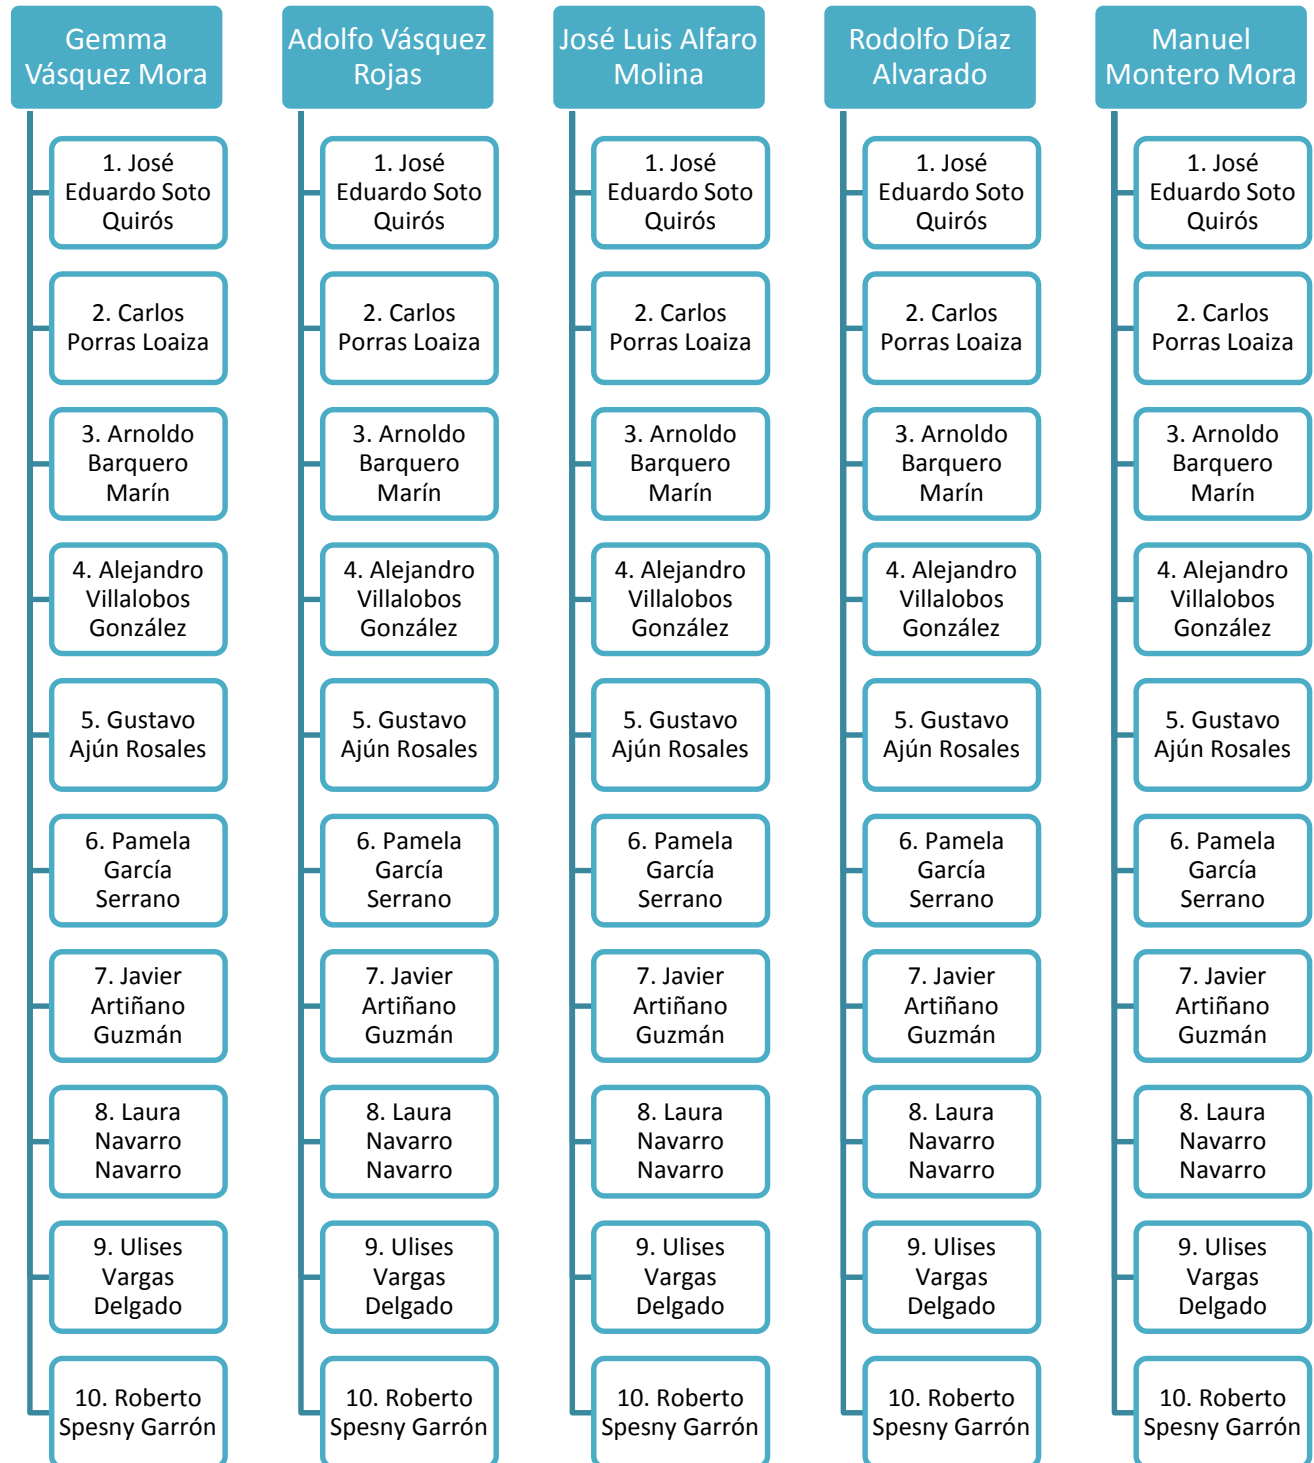 Gemma
Vásquez Mora
1. José
Eduardo Soto
Quirós
2. Carlos
Porras Loaiza
3. Arnoldo
Barquero
Marín
4. Alejandro
Villalobos
González
5. Gustavo
Ajún Rosales
6. Pamela
García
Serrano
7. Javier
Artiñano
Guzmán
8. Laura
Navarro
Navarro
9. Ulises
Vargas
Delgado
10. Roberto
Spesny Garrón
Adolfo Vásquez
Rojas
1. José
Eduardo Soto
Quirós
2. Carlos
Porras Loaiza
3. Arnoldo
Barquero
Marín
4. Alejandro
Villalobos
González
5. Gustavo
Ajún Rosales
6. Pamela
García
Serrano
7. Javier
Artiñano
Guzmán
8. Laura
Navarro
Navarro
9. Ulises
Vargas
Delgado
10. Roberto
Spesny Garrón
José Luis Alfaro
Molina
1. José
Eduardo Soto
Quirós
2. Carlos
Porras Loaiza
3. Arnoldo
Barquero
Marín
4. Alejandro
Villalobos
González
5. Gustavo
Ajún Rosales
6. Pamela
García
Serrano
7. Javier
Artiñano
Guzmán
8. Laura
Navarro
Navarro
9. Ulises
Vargas
Delgado
10. Roberto
Spesny Garrón
Rodolfo Díaz
Alvarado
1. José
Eduardo Soto
Quirós
2. Carlos
Porras Loaiza
3. Arnoldo
Barquero
Marín
4. Alejandro
Villalobos
González
5. Gustavo
Ajún Rosales
6. Pamela
García
Serrano
7. Javier
Artiñano
Guzmán
8. Laura
Navarro
Navarro
9. Ulises
Vargas
Delgado
10. Roberto
Spesny Garrón
Manuel
Montero Mora
1. José
Eduardo Soto
Quirós
2. Carlos
Porras Loaiza
3. Arnoldo
Barquero
Marín
4. Alejandro
Villalobos
González
5. Gustavo
Ajún Rosales
6. Pamela
García
Serrano
7. Javier
Artiñano
Guzmán
8. Laura
Navarro
Navarro
9. Ulises
Vargas
Delgado
10. Roberto
Spesny Garrón